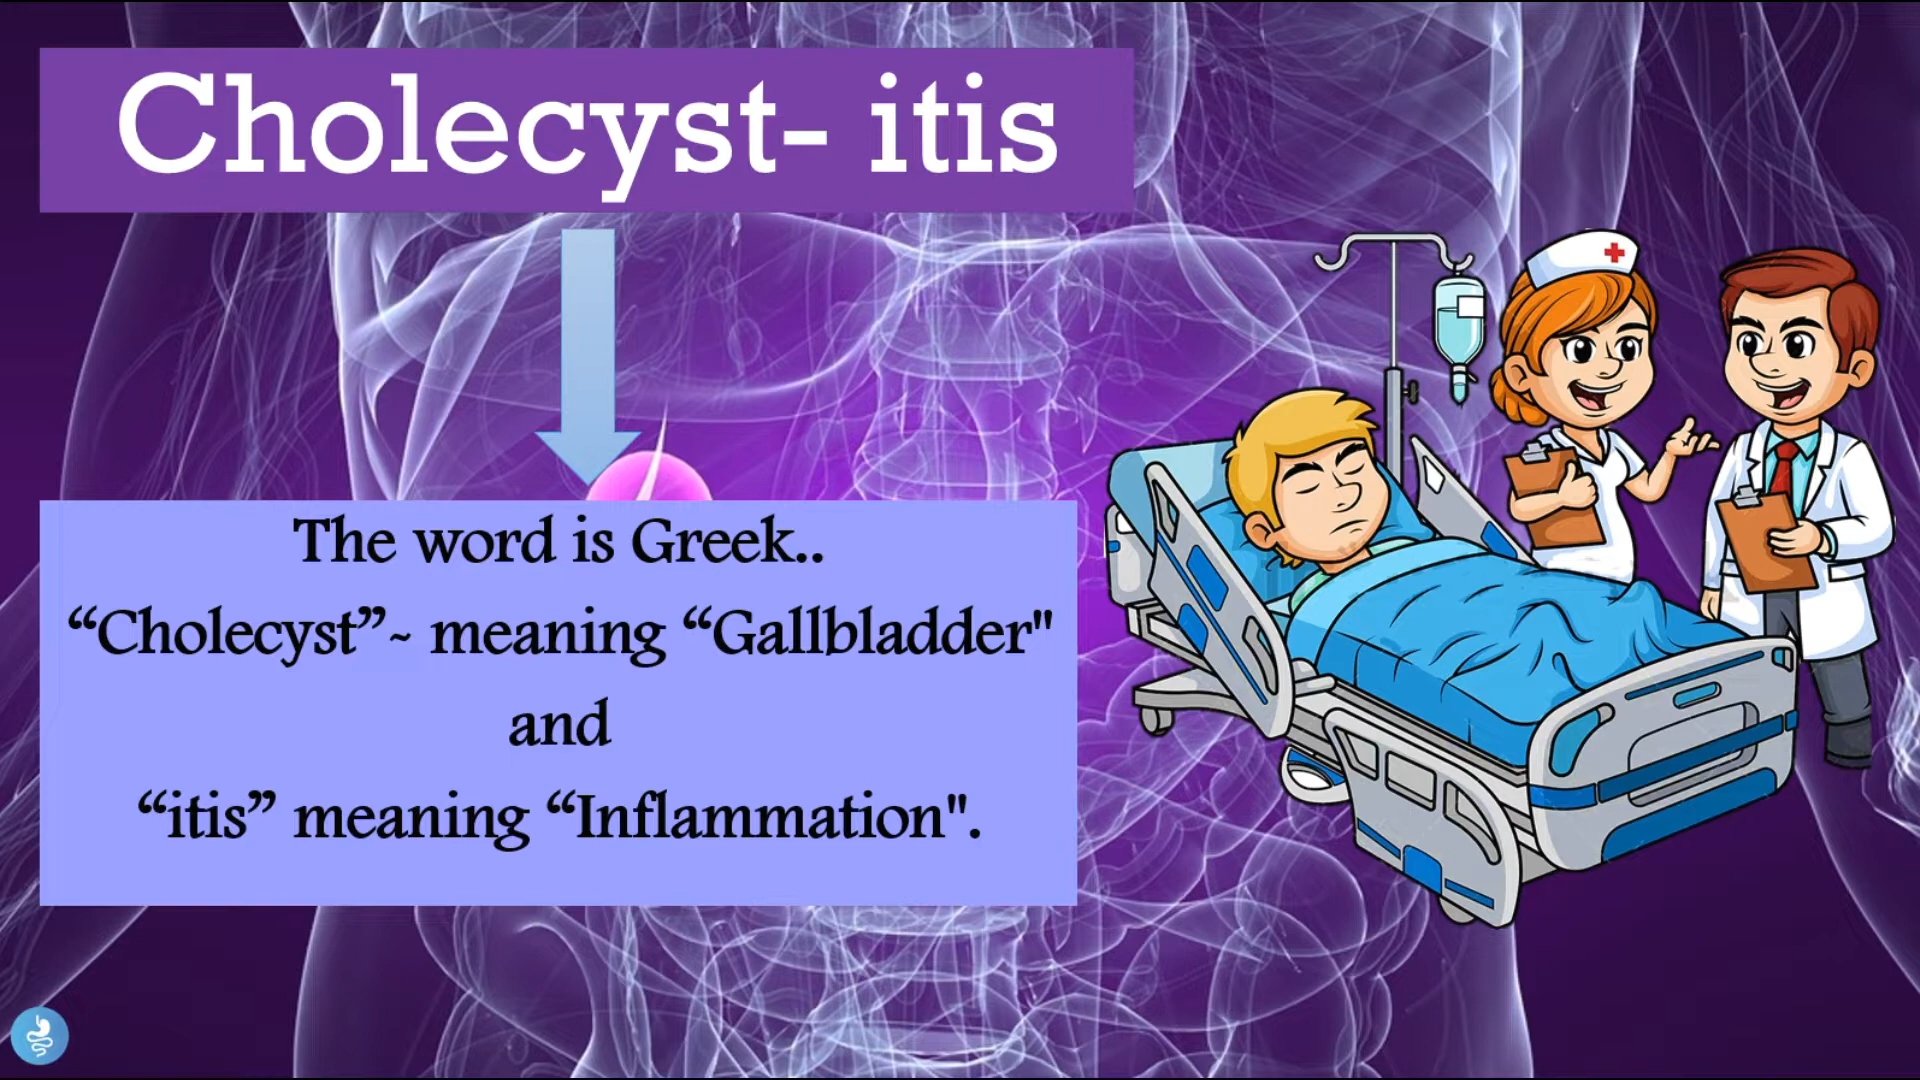 Cholecyst- itis
The word is Greek..
“Cholecyst”~ meaning “Gallbladder"
and
“itis” meaning “Inflammation".